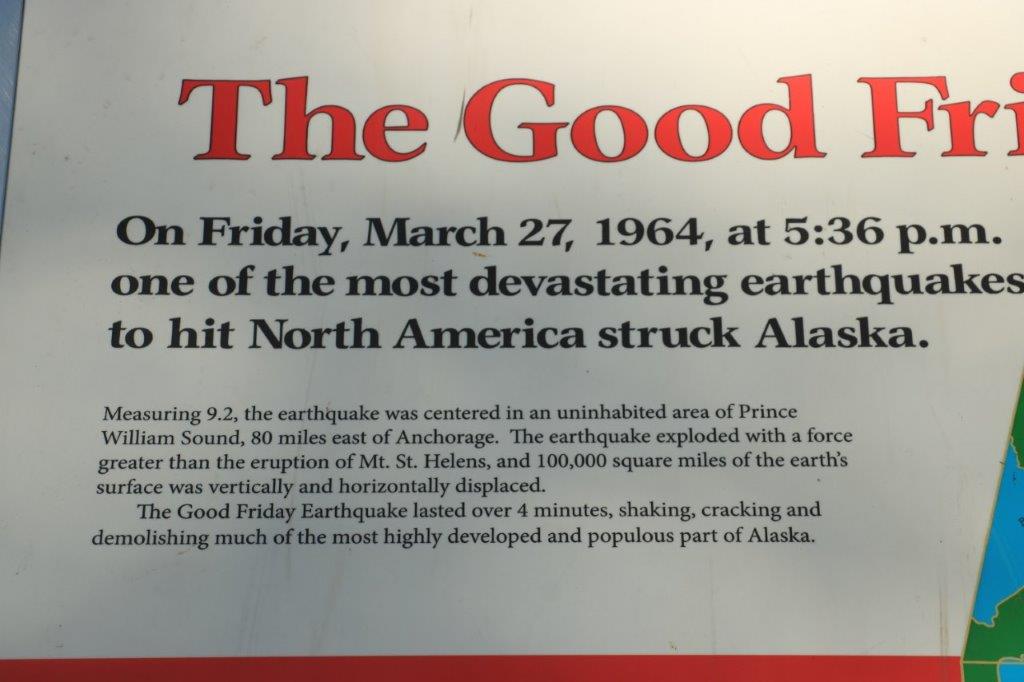 The Good Fri
On Friday, March 27, 1964, at 5:36 p.m.
one of the most devastating earthquakes
to hit North America struck Alaska.
Measuring 9.2, the earthquake was centered in an uninhabited area of Prince
William Sound, 80 miles east of Anchorage.  The earthquake exploded with a force
greater than the eruption of Mt. St. Helens, and 100,000 square miles of the earth's
surface was vertically and horizontally displaced.
The Good Friday Earthquake lasted over 4 minutes, shaking, cracking and
demolishing much of the most highly developed and populous part of Alaska.